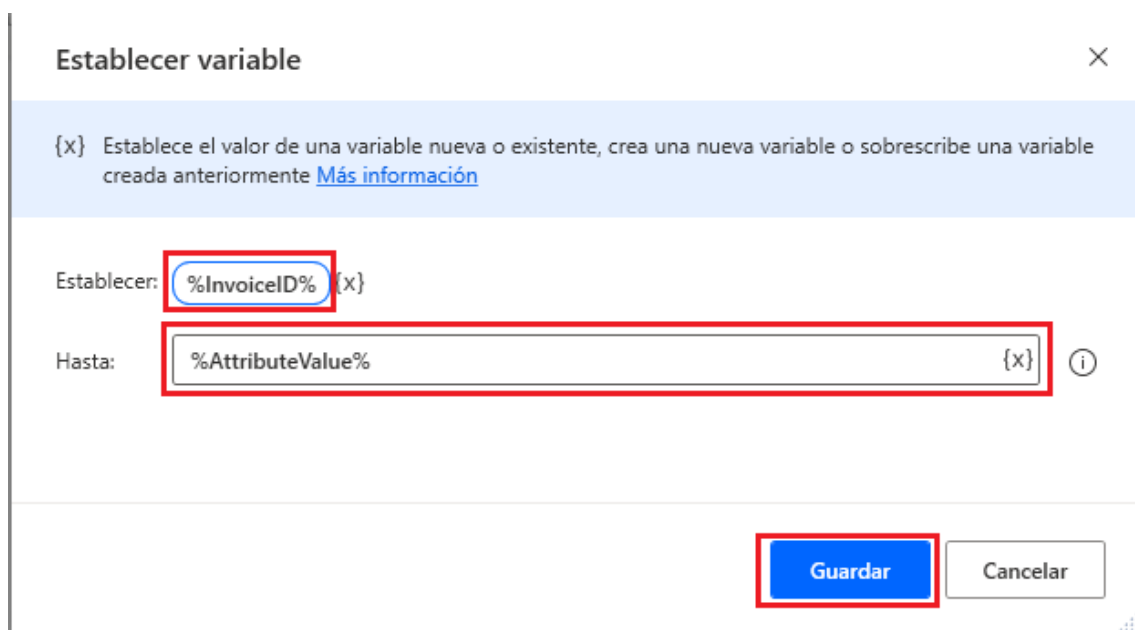 Establecer variable
{x} Establece el valor de una variable nueva o existente, crea una nueva variable o sobrescribe una variable
creada anteriormente Más información
Establecer: %InvoiceID% {x}
Hasta: %AttributeValue% {x}
Guardar Cancelar